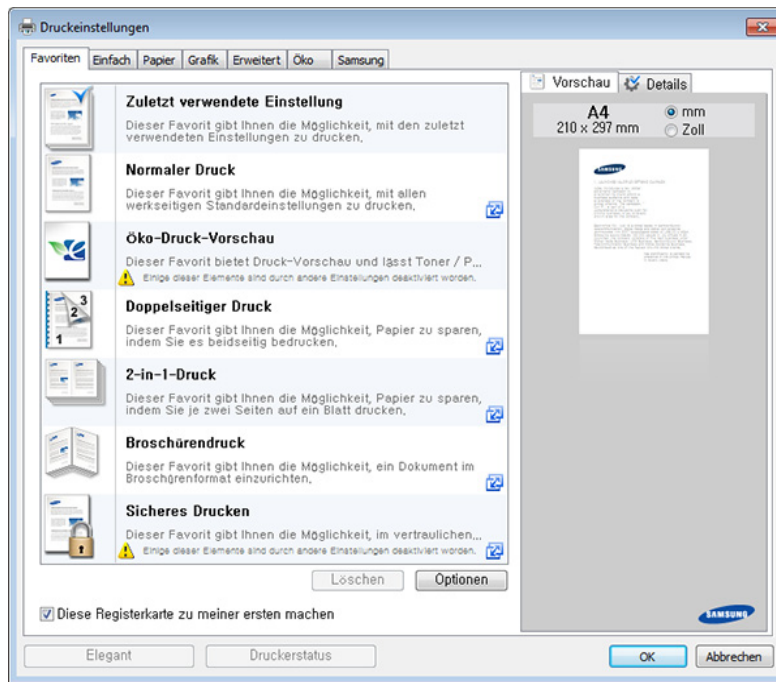 Druckeinstellungen
Favoriten Einfach Papier Grafik Erweitert Öko Samsung
Zuletzt verwendete Einstellung
Dieser Favorit gibt Ihnen die Möglichkeit, mit den zuletzt
verwendeten Einstellungen zu drucken.
Normaler Druck
Dieser Favorit gibt Ihnen die Möglichkeit, mit allen
werkseitigen Standardeinstellungen zu drucken.
Öko-Druck-Vorschau
Dieser Favorit bietet Druck-Vorschau und lässt Toner / P...
Einige dieser Elemente sind durch andere Einstellungen deaktiviert worden.
1 2 3
Doppelseitiger Druck
Dieser Favorit gibt Ihnen die Möglichkeit, Papier zu sparen,
indem Sie es beidseitig bedrucken.
2-in-1-Druck
Dieser Favorit gibt Ihnen die Möglichkeit, Papier zu sparen,
indem Sie je zwei Seiten auf ein Blatt drucken.
Broschürendruck
Dieser Favorit gibt Ihnen die Möglichkeit, ein Dokument im
Broschürenformat einzurichten.
Sicheres Drucken
Dieser Favorit gibt Ihnen die Möglichkeit, im vertraulichen...
Einige dieser Elemente sind durch andere Einstellungen deaktiviert worden.
Löschen Optionen
Diese Registerkarte zu meiner ersten machen
Elegant Druckerstatus
Vorschau Details
A4
210 x 297 mm
mm
Zoll
SAMSUNG
SAMSUNG
OK Abbrechen